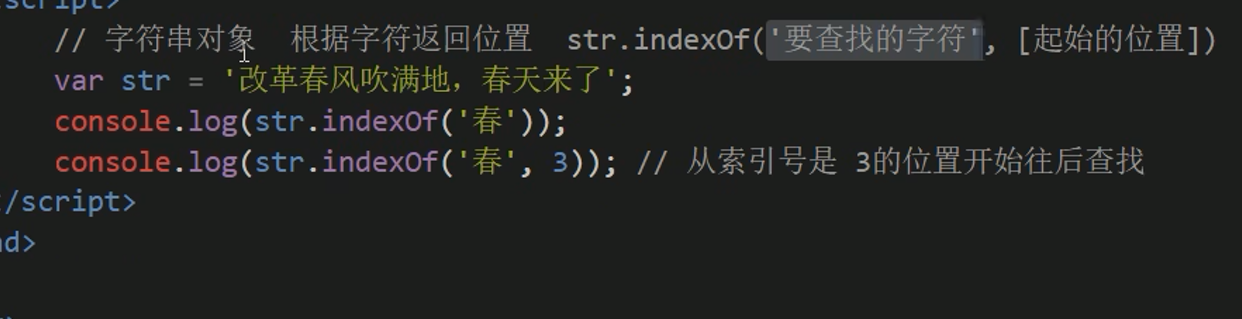 script>
// 字符串对象  根据字符返回位置  str.indexOf('要查找的字符', [起始的位置])
var str = '改革春风吹满地，春天来了';
console.log(str.indexOf('春'));
console.log(str.indexOf('春', 3)); // 从索引号是 3的位置开始往后查找
/script>